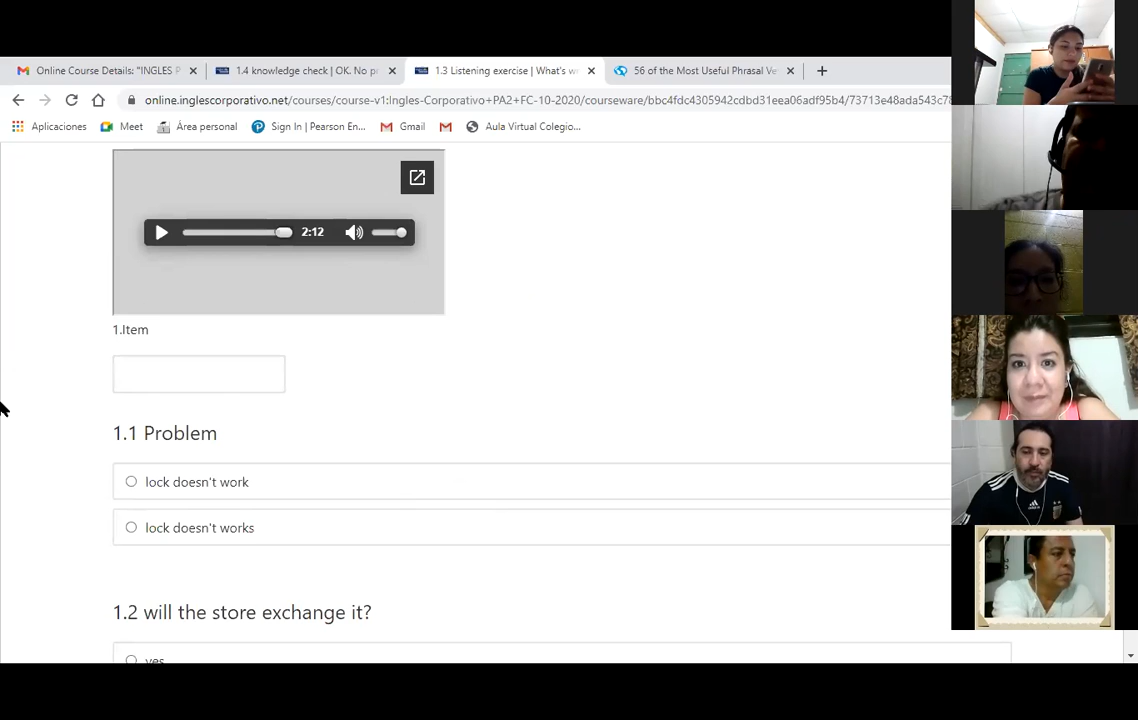 Online Course Details: "INGLES P
1.4 knowledge check | OK. No pr
1.3 Listening exercise | What's w
56 of the Most Useful Phrasal Ve
online.inglescorporativo.net/courses/course-v1:Ingles-Corporativo+PA2+FC-10-2020/courseware/bbc4fdc4305942cdbd31eea06adf95b4/73713e48ada543c78
Aplicaciones
Meet
Área personal
Sign In | Pearson En...
Gmail
Aula Virtual Colegio...
2:12
1.Item
1.1 Problem
lock doesn't work
lock doesn't works
1.2 will the store exchange it?
yes